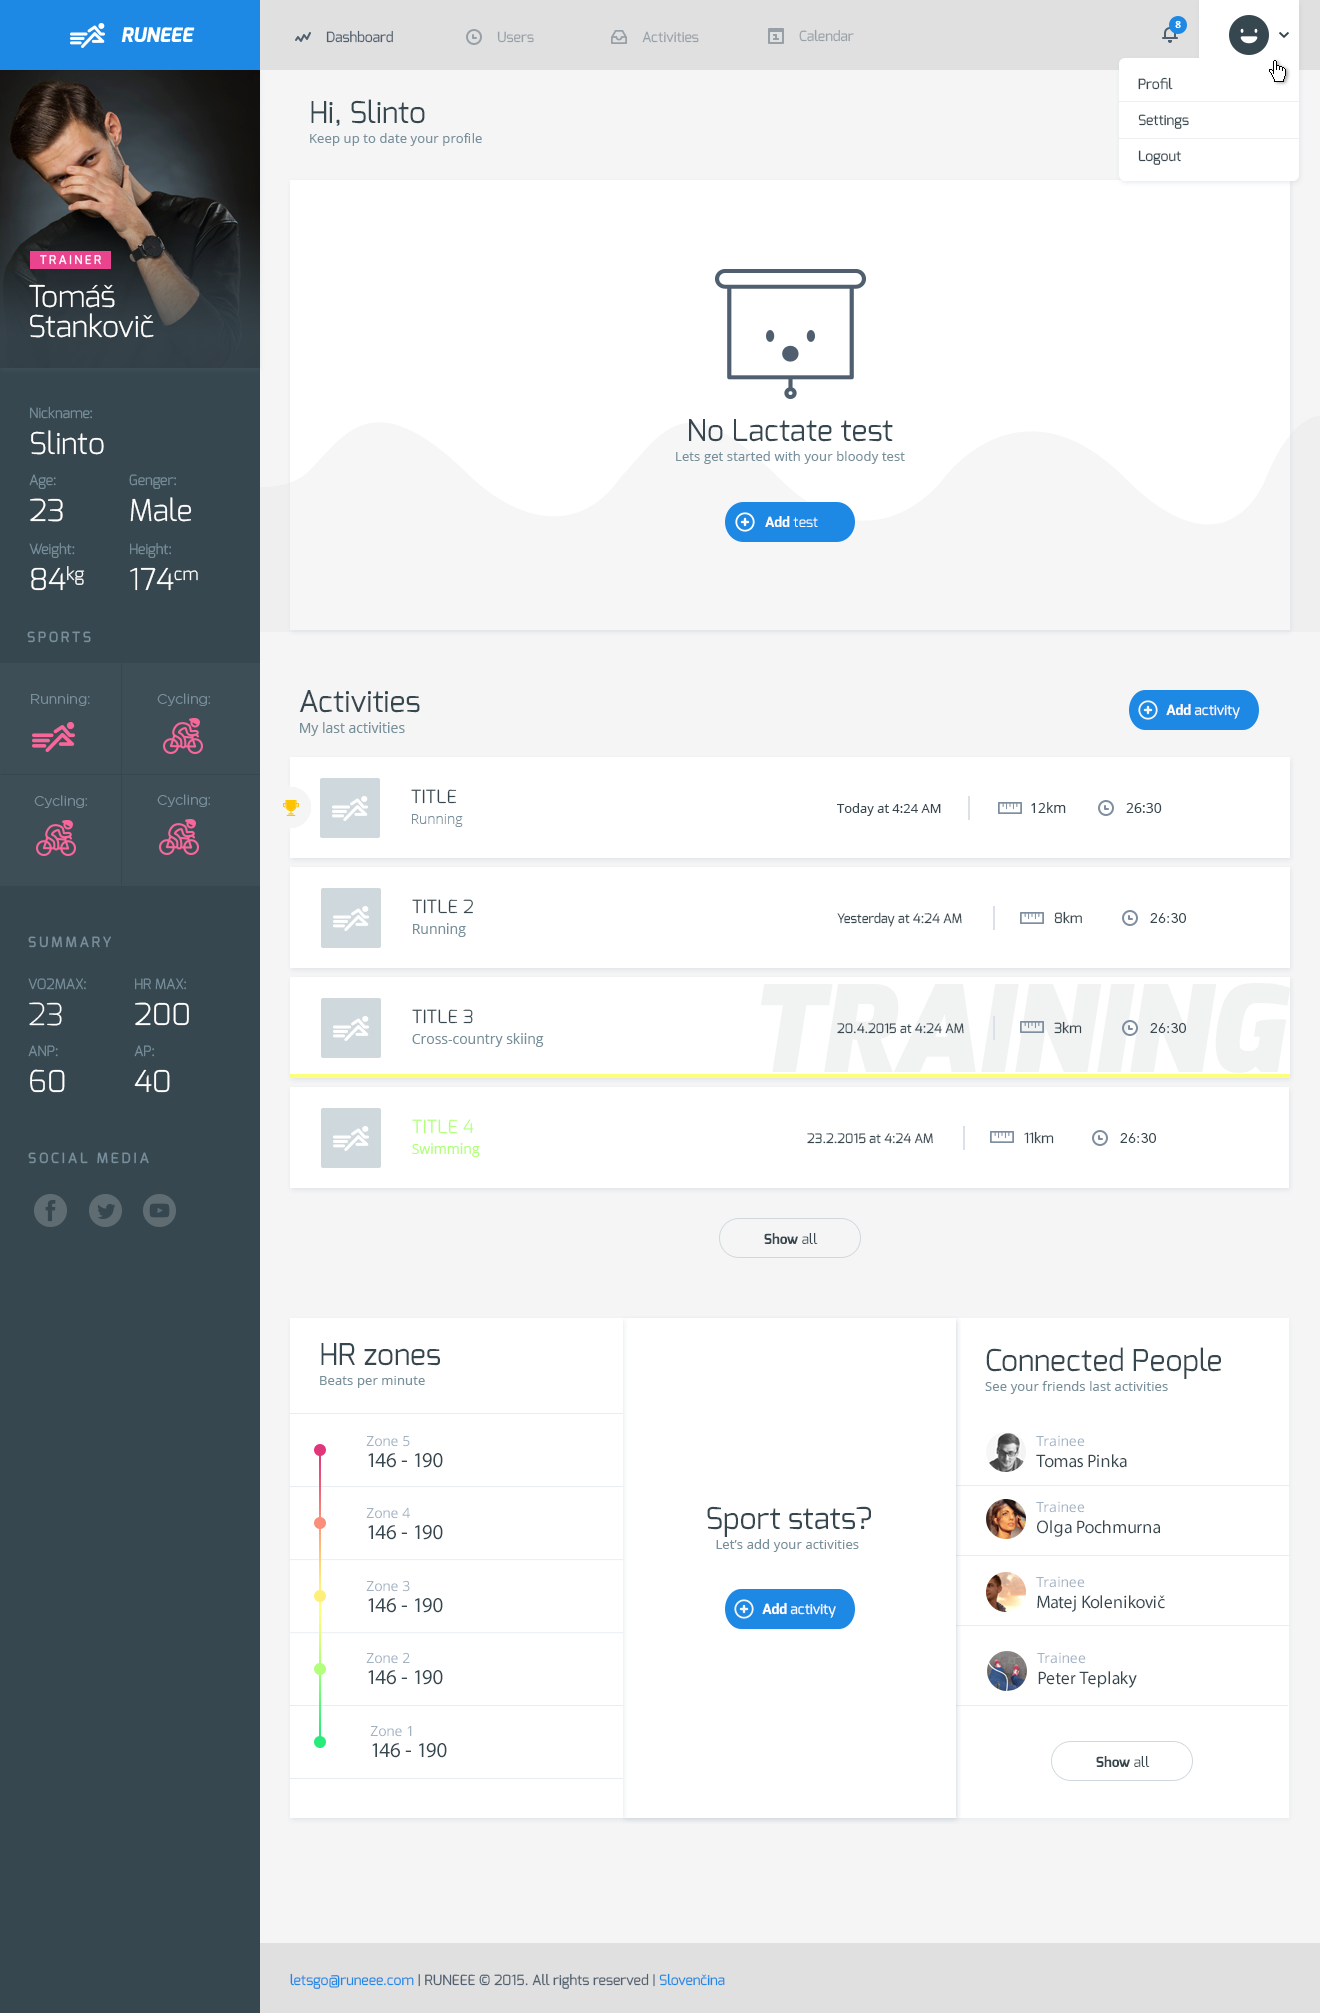 RUNEEE
Dashboard
Users
Activities
Calendar
8
Profil
Settings
Logout
TRAINER
Tomáš
Stankovič
Nickname:
Slinto
Age:
Genger:
23
Male
Weight:
Height:
84kg
174cm
SPORTS
Running:
Cycling:
Cycling:
Cycling:
SUMMARY
VO2MAX:
HR MAX:
23
200
ANP:
AP:
60
40
SOCIAL MEDIA
Hi, Slinto
Keep up to date your profile
No Lactate test
Lets get started with your bloody test
Add test
Activities
My last activities
Add activity
TITLE
Running
Today at 4:24 AM
12km
26:30
TITLE 2
Running
Yesterday at 4:24 AM
8km
26:30
TRAINING
TITLE 3
Cross-country skiing
20.4.2015 at 4:24 AM
3km
26:30
TITLE 4
Swimming
23.2.2015 at 4:24 AM
11km
26:30
Show all
HR zones
Beats per minute
Zone 5
146 - 190
Zone 4
146 - 190
Zone 3
146 - 190
Zone 2
146 - 190
Zone 1
146 - 190
Sport stats?
Let's add your activities
Add activity
Connected People
See your friends last activities
Trainee
Tomas Pinka
Trainee
Olga Pochmurna
Trainee
Matej Kolenikovič
Trainee
Peter Teplaky
Show all
letsgo@runeee.com | RUNEEE © 2015. All rights reserved | Slovenčina